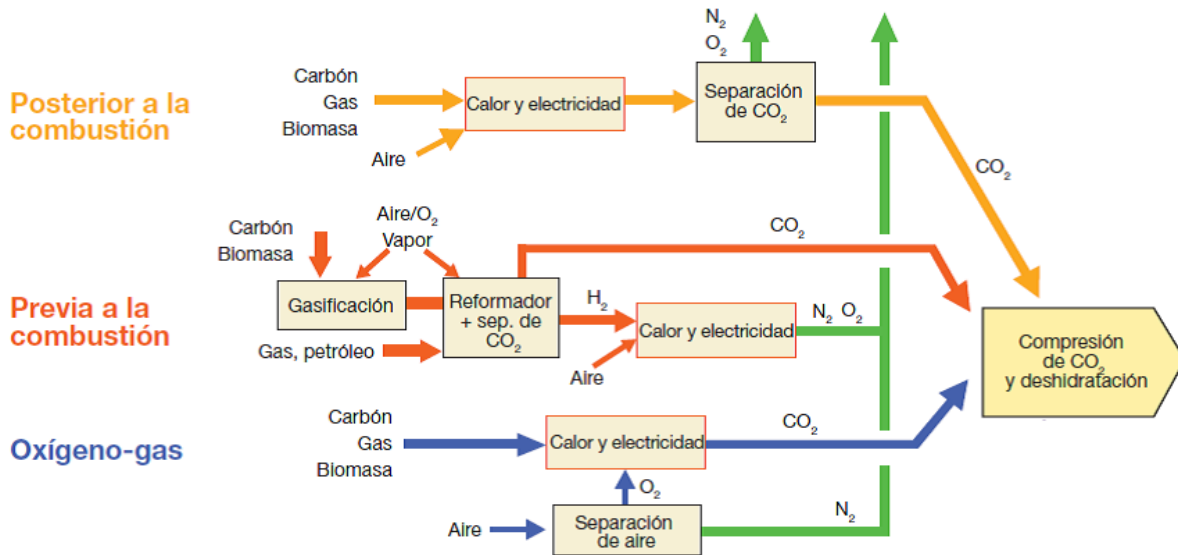 N2
O2
Posterior a la
combustión
Carbón
Gas
Biomasa
Aire
Calor y electricidad
Separación
de CO2
CO2
Previa a la
combustión
Carbón
Biomasa
Aire/O2
Vapor
Gasificación
Gas, petróleo
Reformador
+ sep. de
CO2
CO2
H2
Aire
Calor y electricidad
N2 O2
Compresión
de CO2
y deshidratación
Oxígeno-gas
Carbón
Gas
Biomasa
Calor y electricidad
CO2
O2
Aire
Separación
de aire
N2